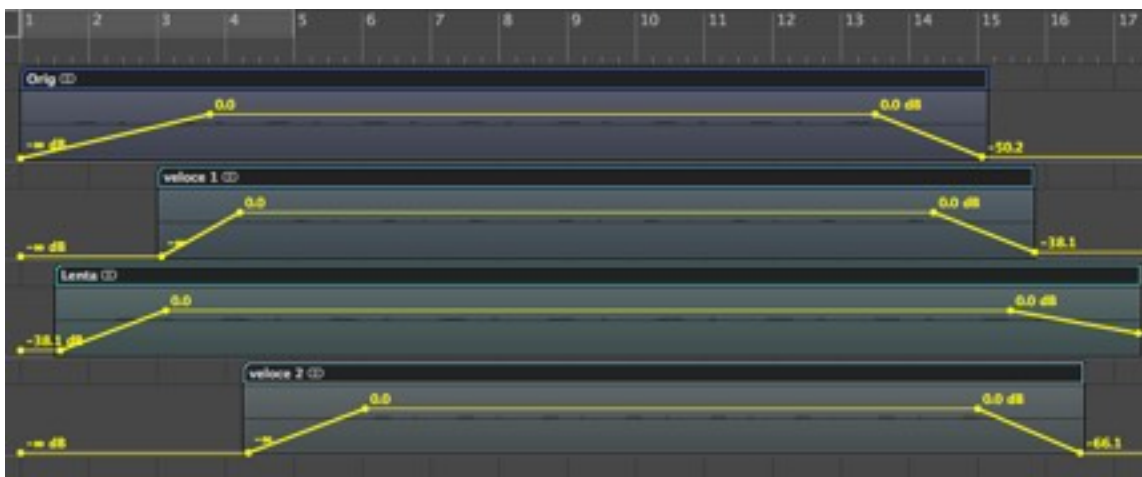 1 2 3 4 5 6 7 8 9 10 11 12 13 14 15 16 17
Orig
0.0 0.0 dB
-∞ dB -50.2
veloce 1
0.0 0.0 dB
-∞ dB -∞ -38.1
Lenta
0.0 0.0 dB
-38.1 dB
veloce 2
0.0 0.0 dB
-∞ dB -∞ -66.1